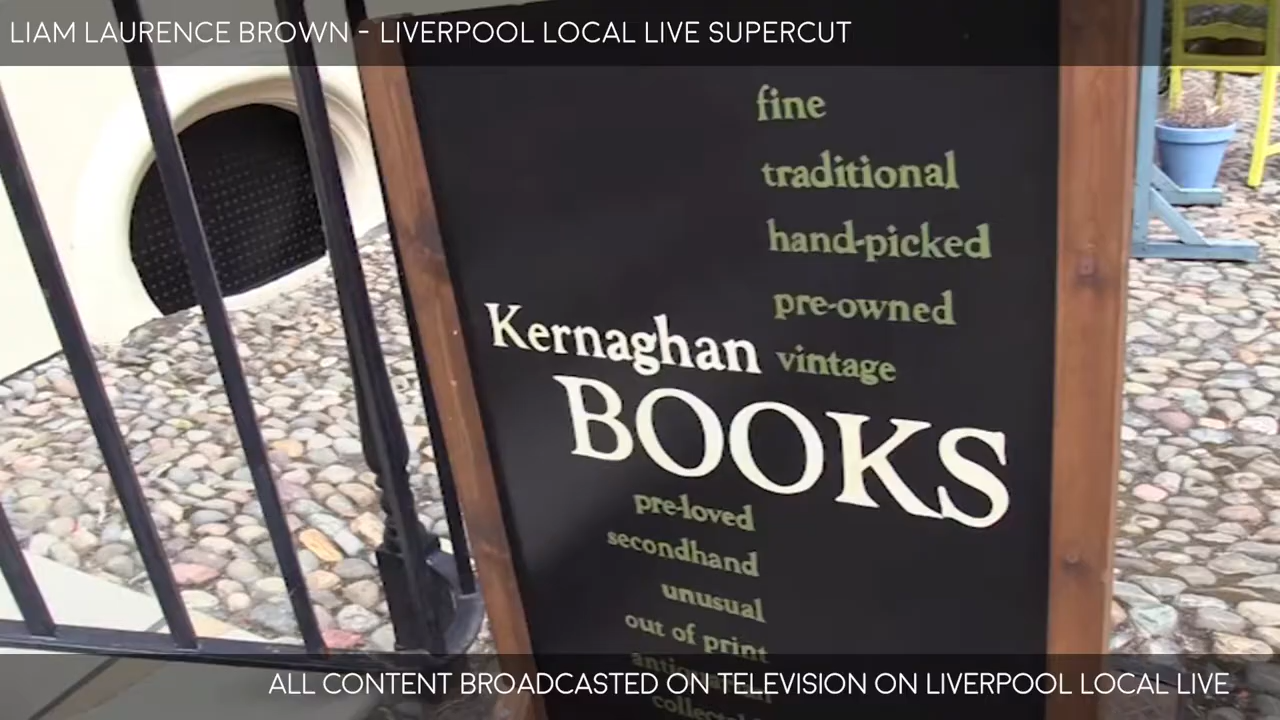 LIAM LAURENCE BROWN - LIVERPOOL LOCAL LIVE SUPERCUT
fine
traditional
hand-picked
pre-owned
Kernaghan vintage
BOOKS
pre-loved
secondhand
unusual
out of print
ALL CONTENT BROADCASTED ON TELEVISION ON LIVERPOOL LOCAL LIVE